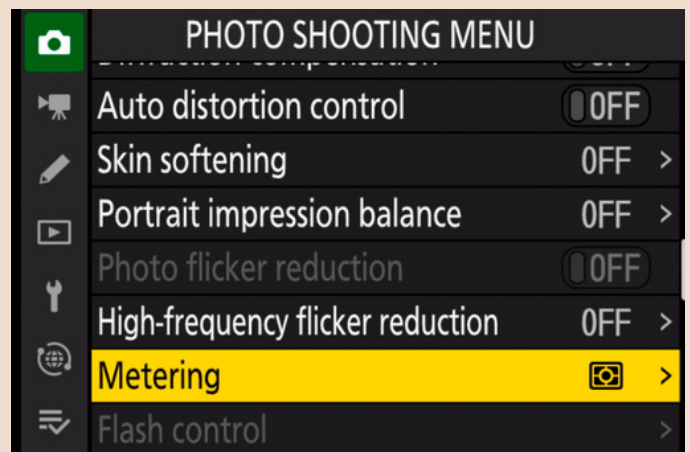 PHOTO SHOOTING MENU
Auto distortion control OFF
Skin softening OFF >
Portrait impression balance OFF >
Photo flicker reduction OFF
High-frequency flicker reduction OFF >
Metering >
Flash control >